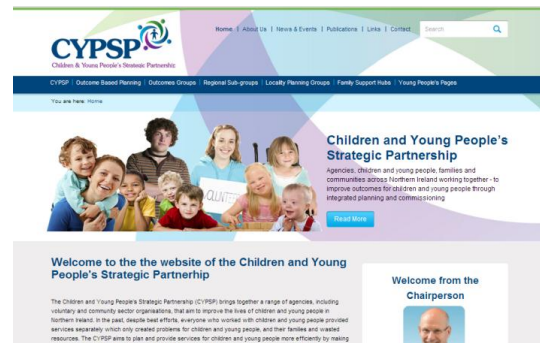 Home | About Us | News & Events | Publications | Links | Contact
Search
CYPSP
Children & Young People's Strategic Partnership
CYPSP | Outcome Based Planning | Outcomes Groups | Regional Sub-groups | Locality Planning Groups | Family Support Hubs | Young People's Pages
You are here: Home
Children and Young People's
Strategic Partnership
Agencies, children and young people, families and
communities across Northern Ireland working together - to
improve outcomes for children and young people through
integrated planning and commissioning
Read More
VOLUNTE
Welcome to the the website of the Children and Young
People's Strategic Partnerhip
The Children and Young People's Strategic Partnership (CYPSP) brings together a range of agencies, including
voluntary and community sector organisations, that aim to improve the lives of children and young people in
Northern Ireland. In the past, despite best efforts, everyone who worked with children and young people provided
services separately which only created problems for children and young people, and their families and wasted
resources. The CYPSP aims to plan and provide services for children and young people more efficiently by making
Welcome from the
Chairperson